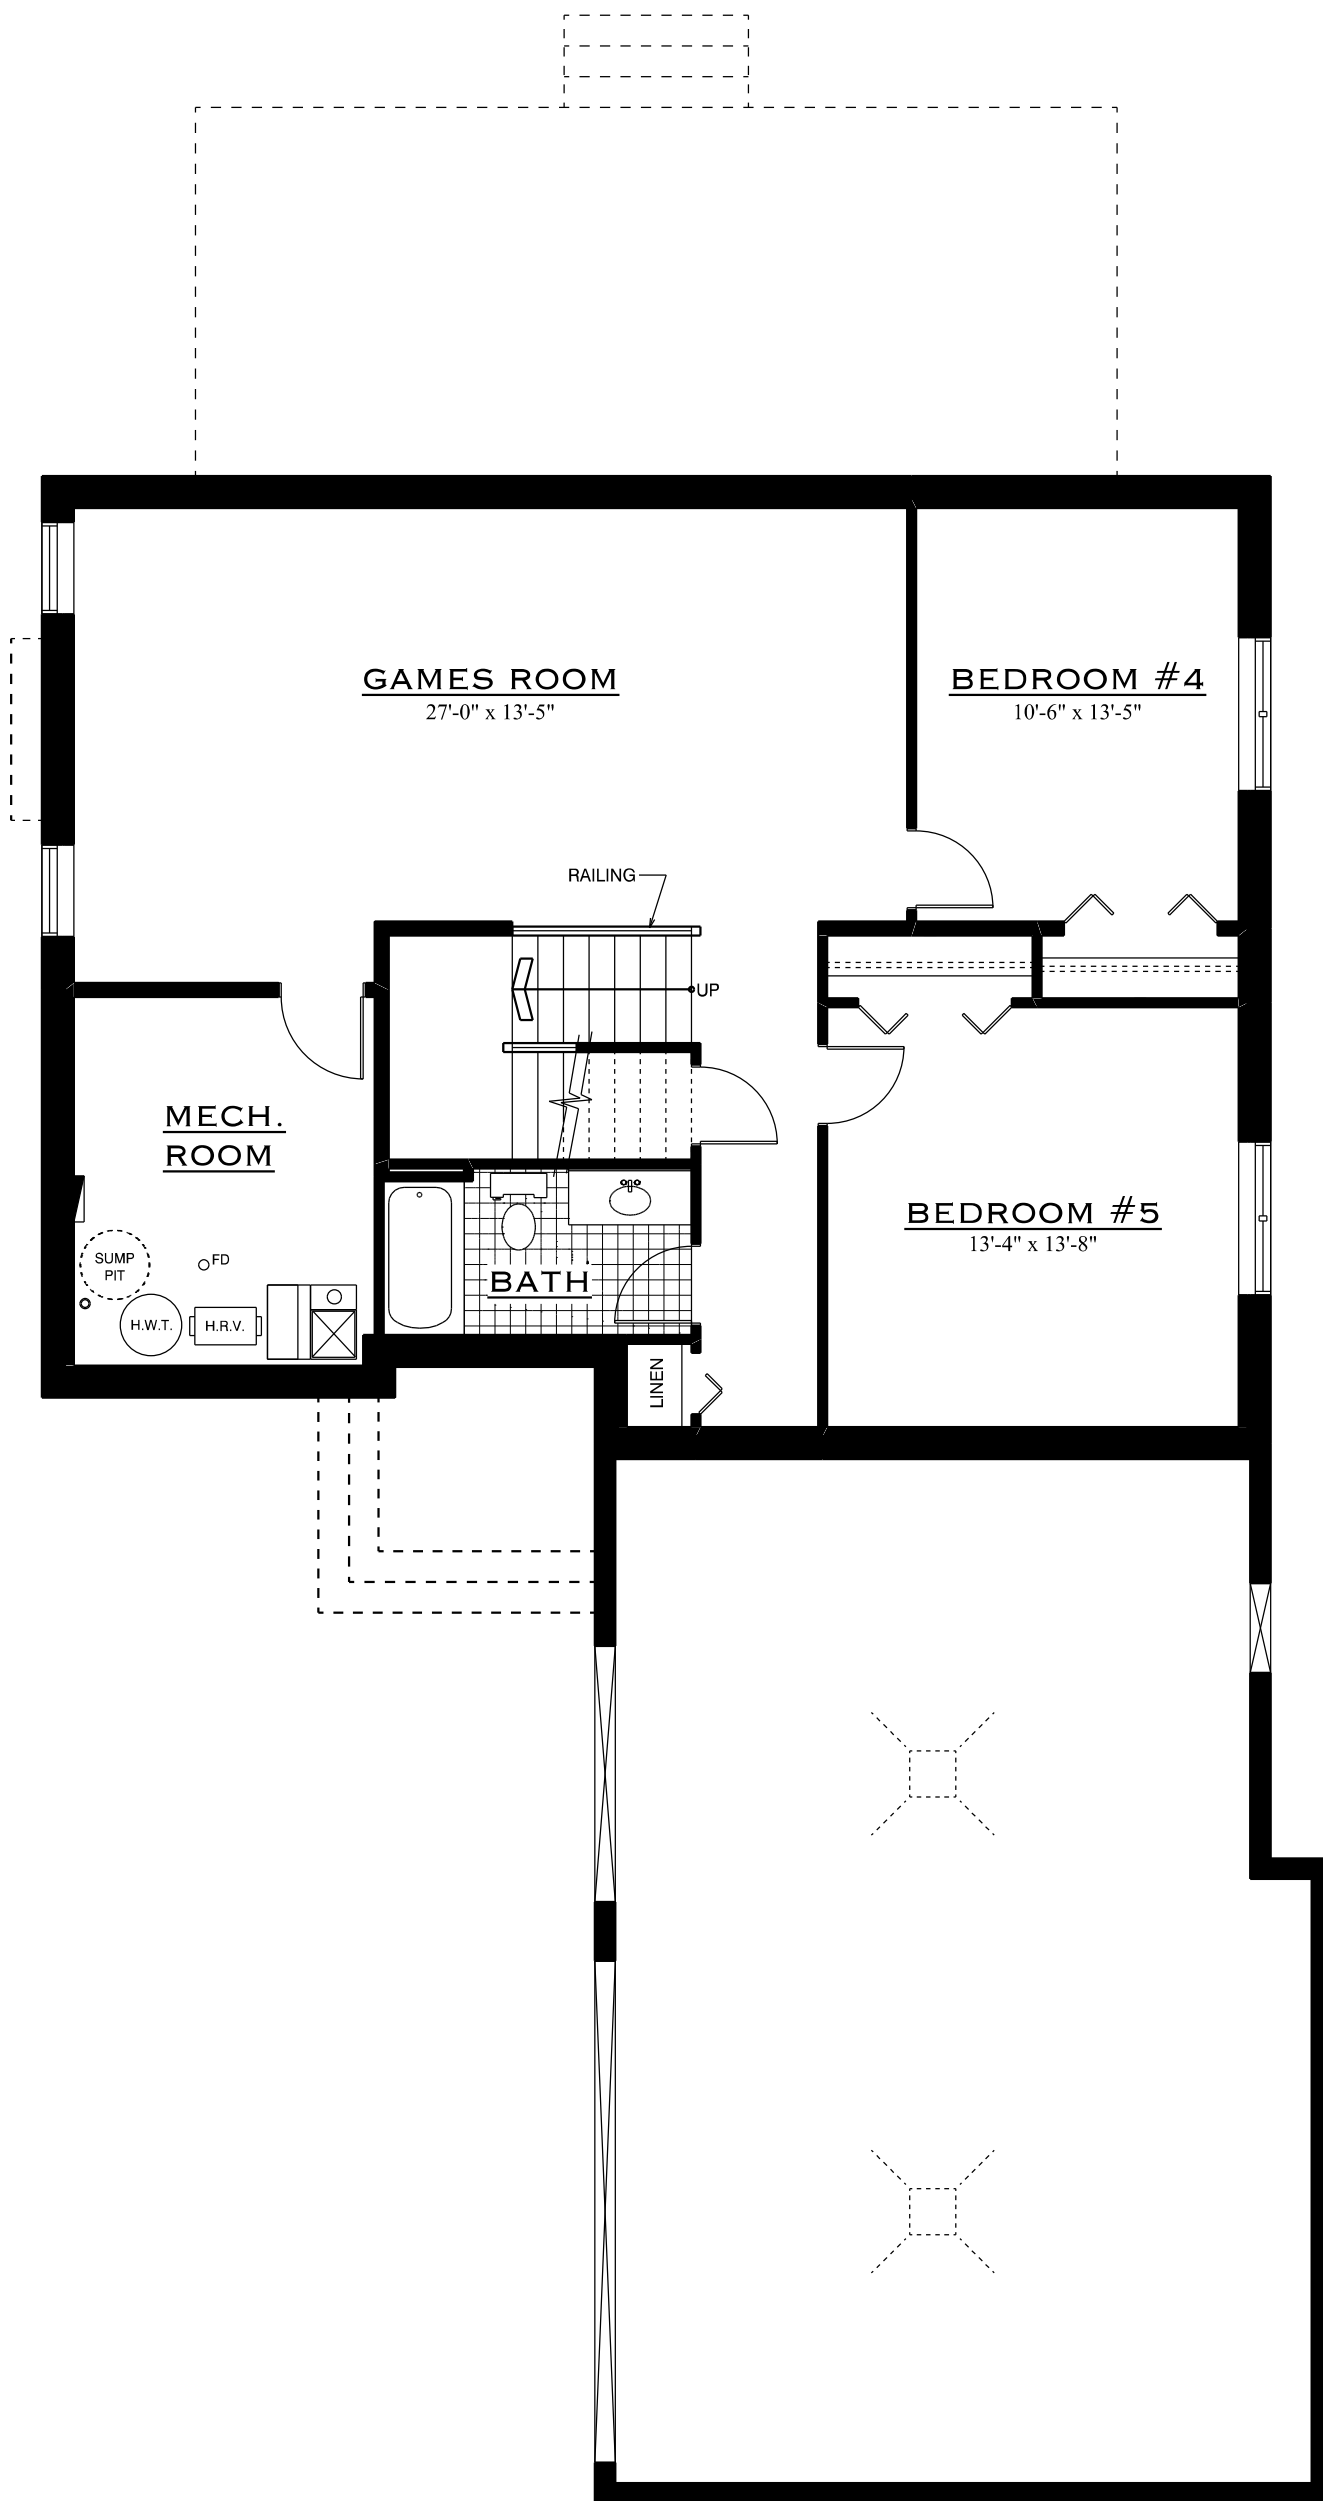 GAMES ROOM
27'-0" x 13'-5"
BEDROOM #4
10'-6" x 13'-5"
RAILING
UP
MECH.
ROOM
SUMP
PIT
FD
H.W.T.
H.R.V.
BATH
LINEN
BEDROOM #5
13'-4" x 13'-8"